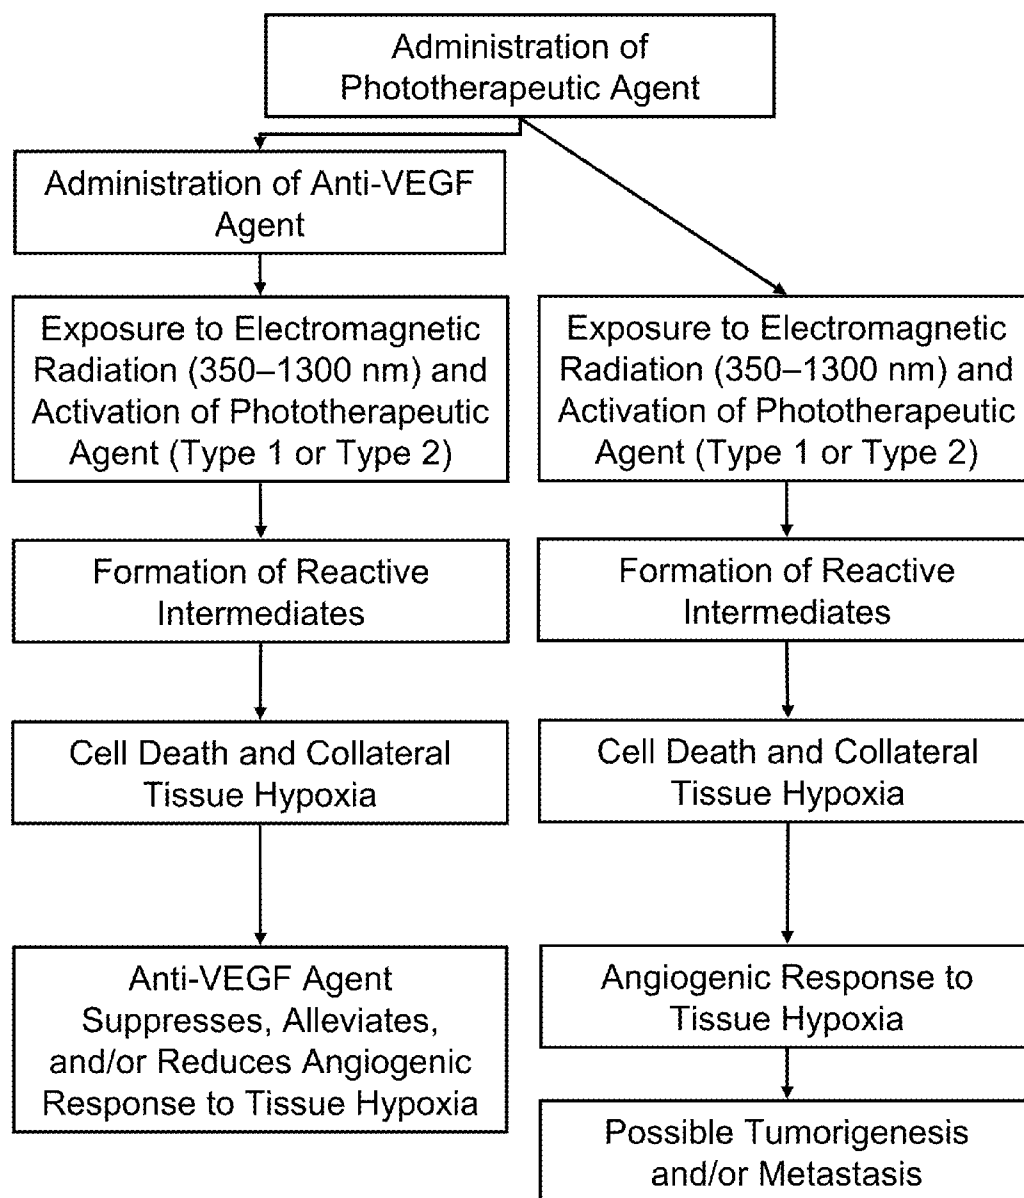 Administration of
Phototherapeutic Agent
Administration of Anti-VEGF
Agent
Exposure to Electromagnetic
Radiation (350–1300 nm) and
Activation of Phototherapeutic
Agent (Type 1 or Type 2)
Exposure to Electromagnetic
Radiation (350–1300 nm) and
Activation of Phototherapeutic
Agent (Type 1 or Type 2)
Formation of Reactive
Intermediates
Formation of Reactive
Intermediates
Cell Death and Collateral
Tissue Hypoxia
Cell Death and Collateral
Tissue Hypoxia
Anti-VEGF Agent
Suppresses, Alleviates,
and/or Reduces Angiogenic
Response to Tissue Hypoxia
Angiogenic Response to
Tissue Hypoxia
Possible Tumorigenesis
and/or Metastasis